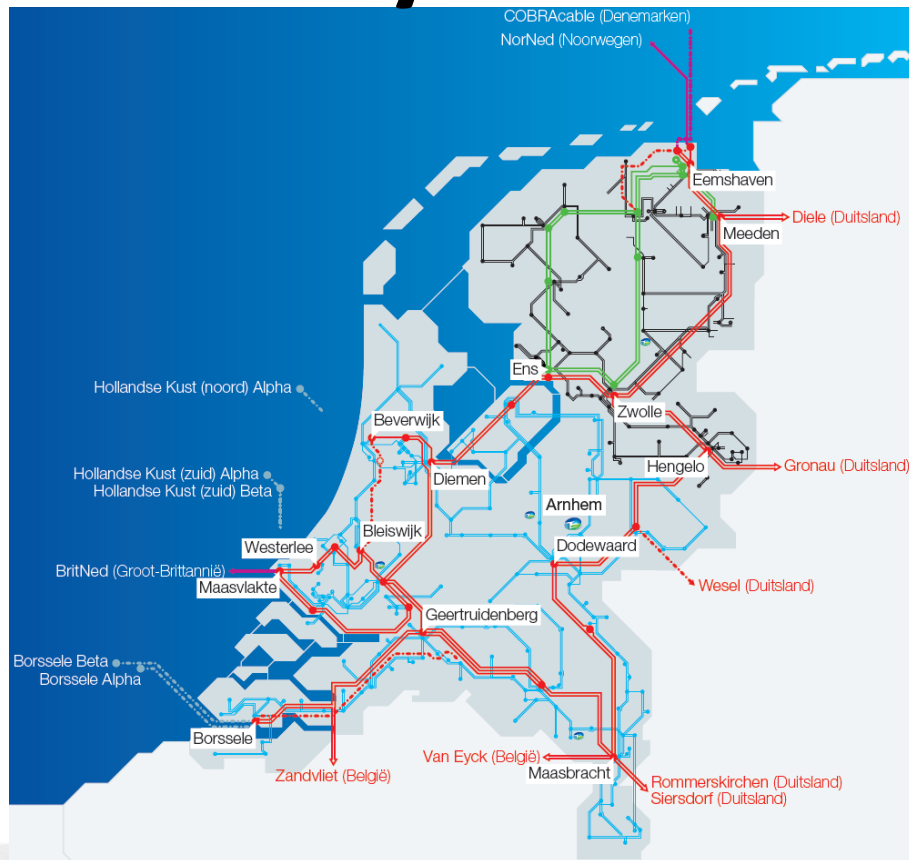 COBRAcable (Denemarken)
NorNed (Noorwegen)
Eemshaven
Diele (Duitsland)
Meeden
Ens
Hollandse Kust (noord) Alpha
Zwolle
Beverwijk
Hengelo
Gronau (Duitsland)
Hollandse Kust (zuid) Alpha
Hollandse Kust (zuid) Beta
Diemen
Arnhem
Bleiswijk
Westerlee
Dodewaard
BritNed (Groot-Brittannië)
Maasvlakte
Wesel (Duitsland)
Geertruidenberg
Borssele Beta
Borssele Alpha
Borssele
Van Eyck (België)
Zandvliet (België)
Maasbracht
Rommerskirchen (Duitsland)
Siersdorf (Duitsland)